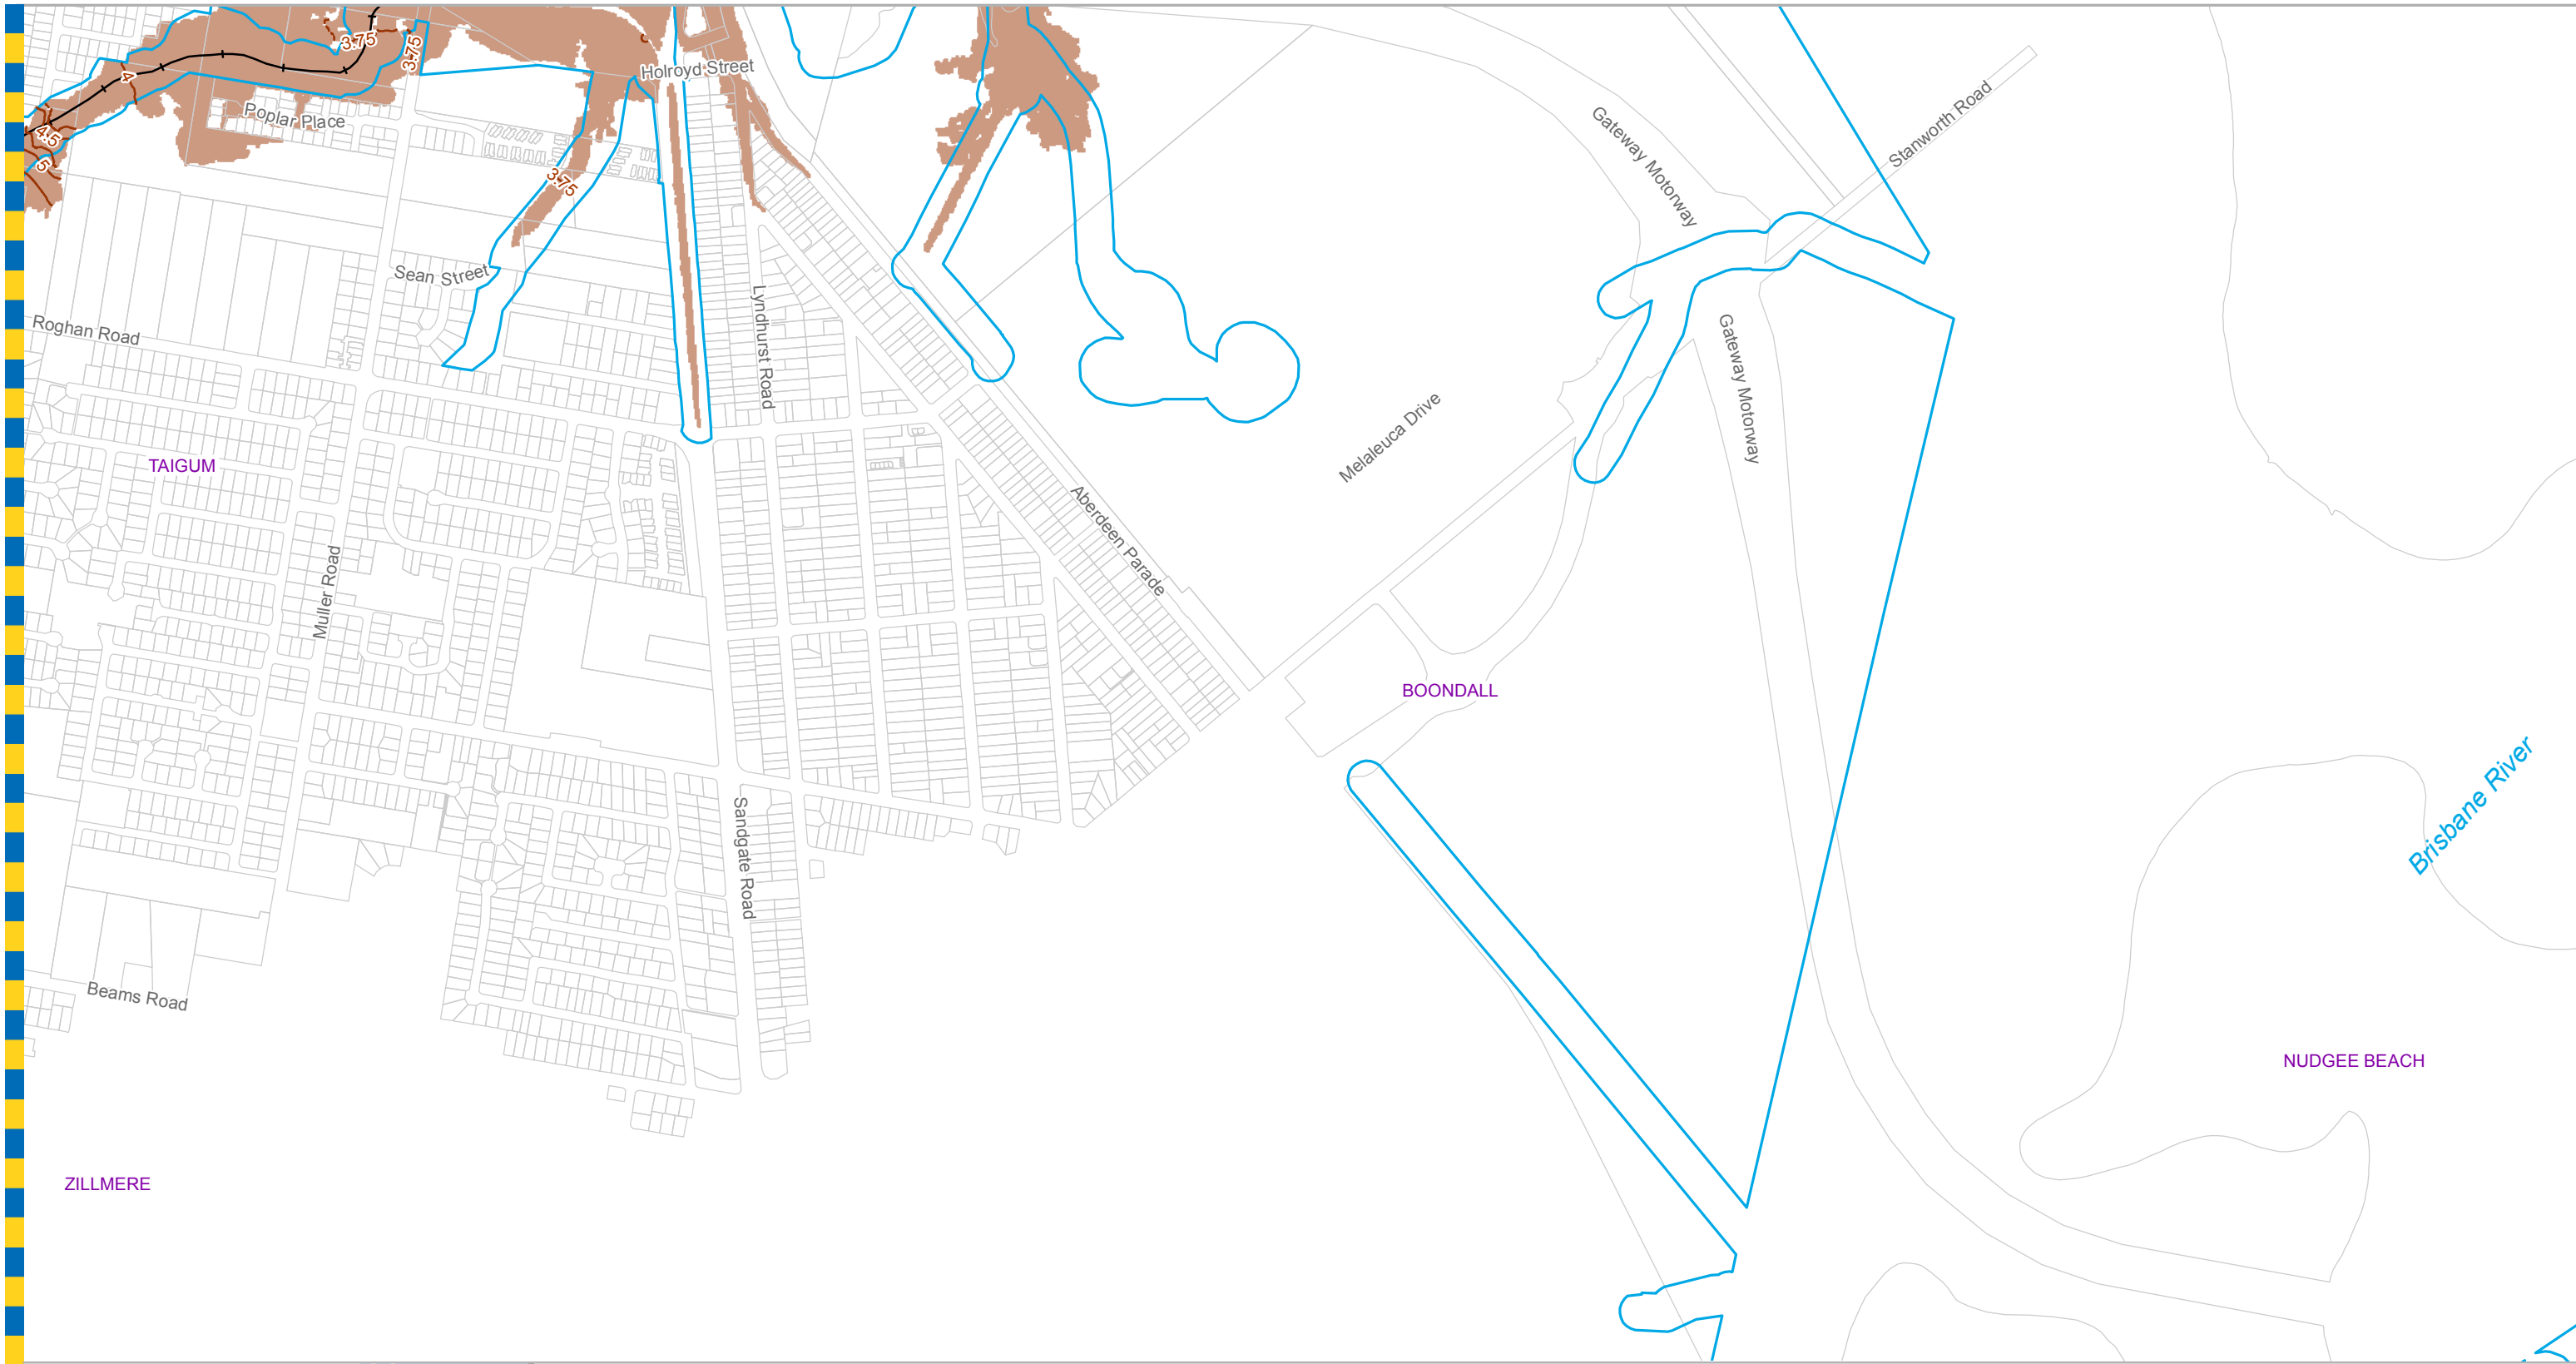 3.75
3.75
Holroyd Street
4
Poplar Place
4.5
5
3.75
Gateway Motorway
Stanworth Road
Sean Street
Roghan Road
Lyndhurst Road
Gateway Motorway
Melaleuca Drive
TAIGUM
Aberdeen Parade
Muller Road
BOONDALL
Brisbane River
Sandgate Road
Beams Road
NUDGEE BEACH
ZILLMERE